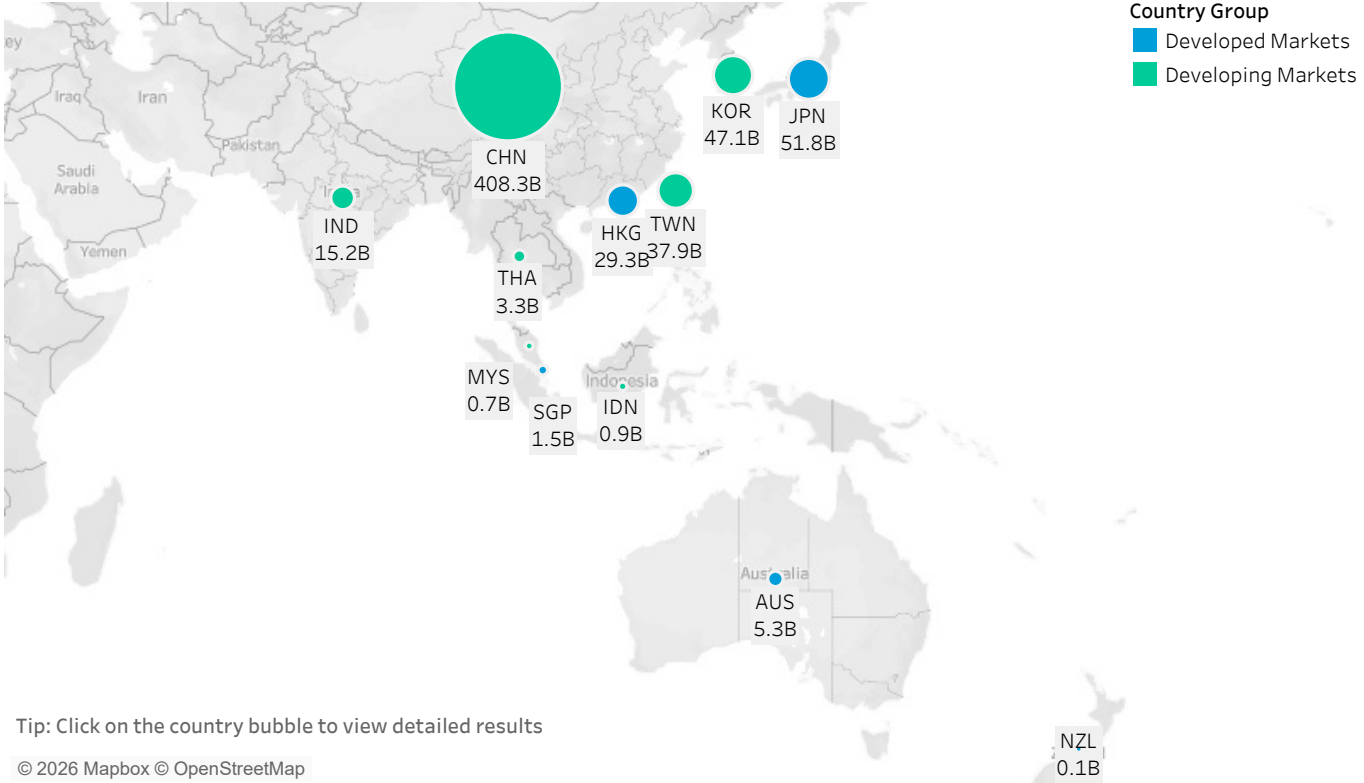 Country Group
Developed Markets
Developing Markets
Iraq
Iran
Pakistan
Saudi
Arabia
Yemen
CHN
408.3B
KOR
47.1B
JPN
51.8B
IND
15.2B
HKG
29.3B
TWN
37.9B
THA
3.3B
MYS
0.7B
SGP
1.5B
Indonesia
IDN
0.9B
Australia
AUS
5.3B
NZL
0.1B
Tip: Click on the country bubble to view detailed results
© 2026 Mapbox © OpenStreetMap